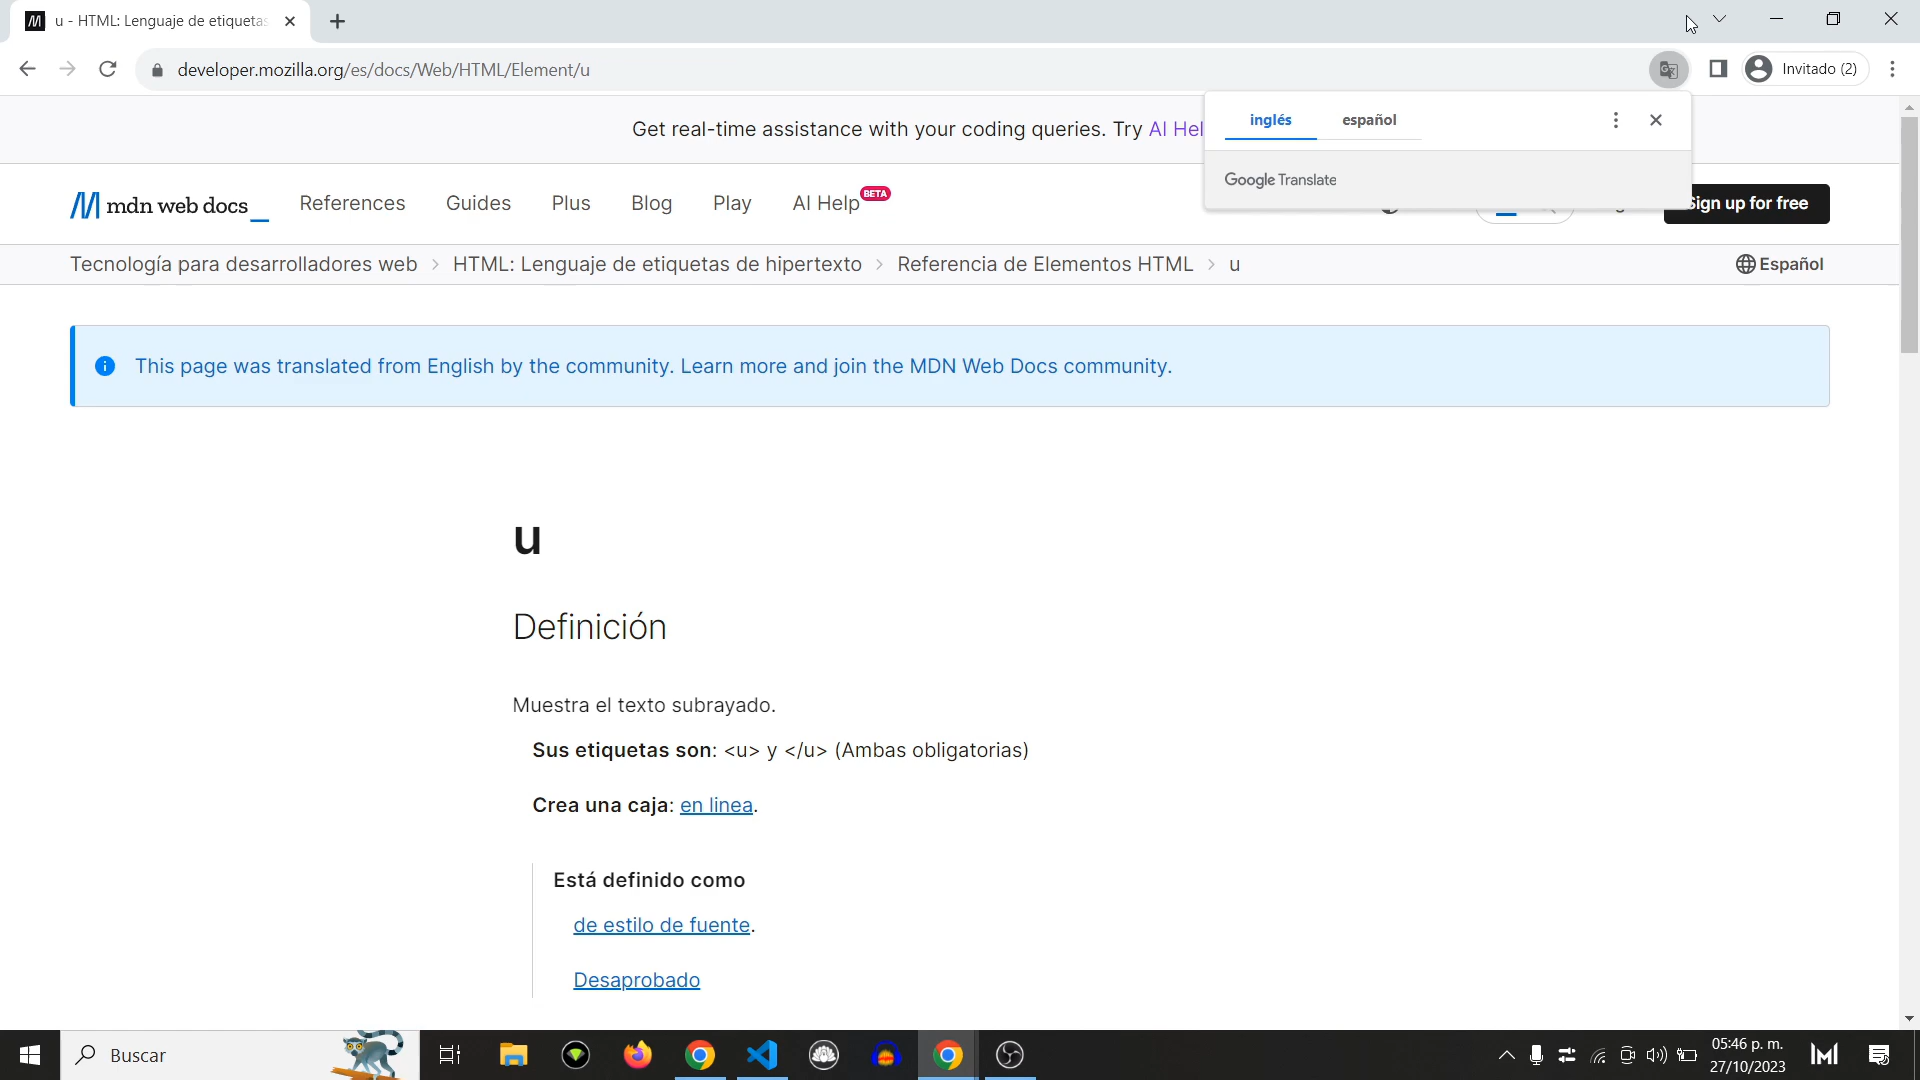 u - HTML: Lenguaje de etiquetas
developer.mozilla.org/es/docs/Web/HTML/Element/u
Invitado (2)
Get real-time assistance with your coding queries. Try AI Hel
inglés español
Google Translate
mdn web docs_
References Guides Plus Blog Play AI Help BETA
Sign up for free
Tecnología para desarrolladores web > HTML: Lenguaje de etiquetas de hipertexto > Referencia de Elementos HTML > u
Español
This page was translated from English by the community. Learn more and join the MDN Web Docs community.
u
Definición
Muestra el texto subrayado.
Sus etiquetas son: <u> y </u> (Ambas obligatorias)
Crea una caja: en linea.
Está definido como
de estilo de fuente.
Desaprobado
Buscar
05:46 p. m.
27/10/2023